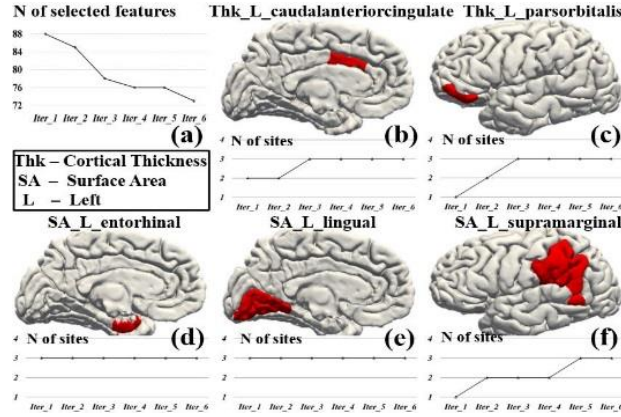 N of selected features
88
84
80
76
72
Iter_1 Iter_2 Iter_3 Iter_4 Iter_5 Iter_6
(a)
Thk – Cortical Thickness
SA – Surface Area
L – Left
Thk_L_caudalanteriorcingulate
(b)
N of sites
4
3
2
1
Iter_1 Iter_2 Iter_3 Iter_4 Iter_5 Iter_6
Thk_L_parsorbitalis
(c)
N of sites
4
3
2
1
Iter_1 Iter_2 Iter_3 Iter_4 Iter_5 Iter_6
SA_L_entorhinal
(d)
N of sites
4
3
2
1
Iter_1 Iter_2 Iter_3 Iter_4 Iter_5 Iter_6
SA_L_lingual
(e)
N of sites
4
3
2
1
Iter_1 Iter_2 Iter_3 Iter_4 Iter_5 Iter_6
SA_L_supramarginal
(f)
N of sites
4
3
2
1
Iter_1 Iter_2 Iter_3 Iter_4 Iter_5 Iter_6